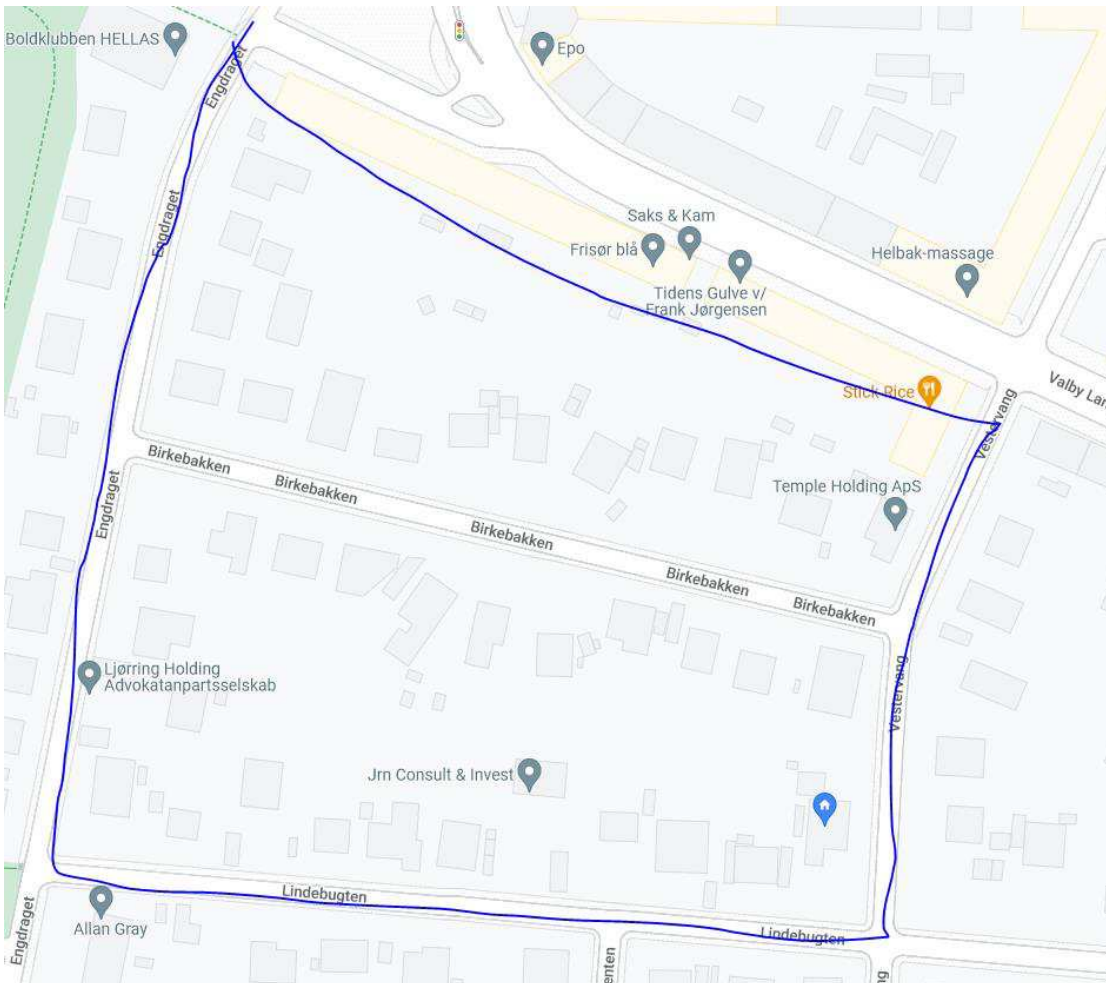 Boldklubben HELLAS
Epo
Engdraget
Engdraget
Saks & Kam
Frisør blå
Helbak-massage
Tidens Gulve v/
Frank Jørgensen
Valby Lan
Stick Rice
Vestervang
Birkebakken
Birkebakken
Engdraget
Temple Holding ApS
Birkebakken
Birkebakken
Birkebakken
Ljørring Holding
Advokatanpartsselskab
Vestervang
Jrn Consult & Invest
Lindebugten
Allan Gray
Lindebugten
Engdraget
enten
ng